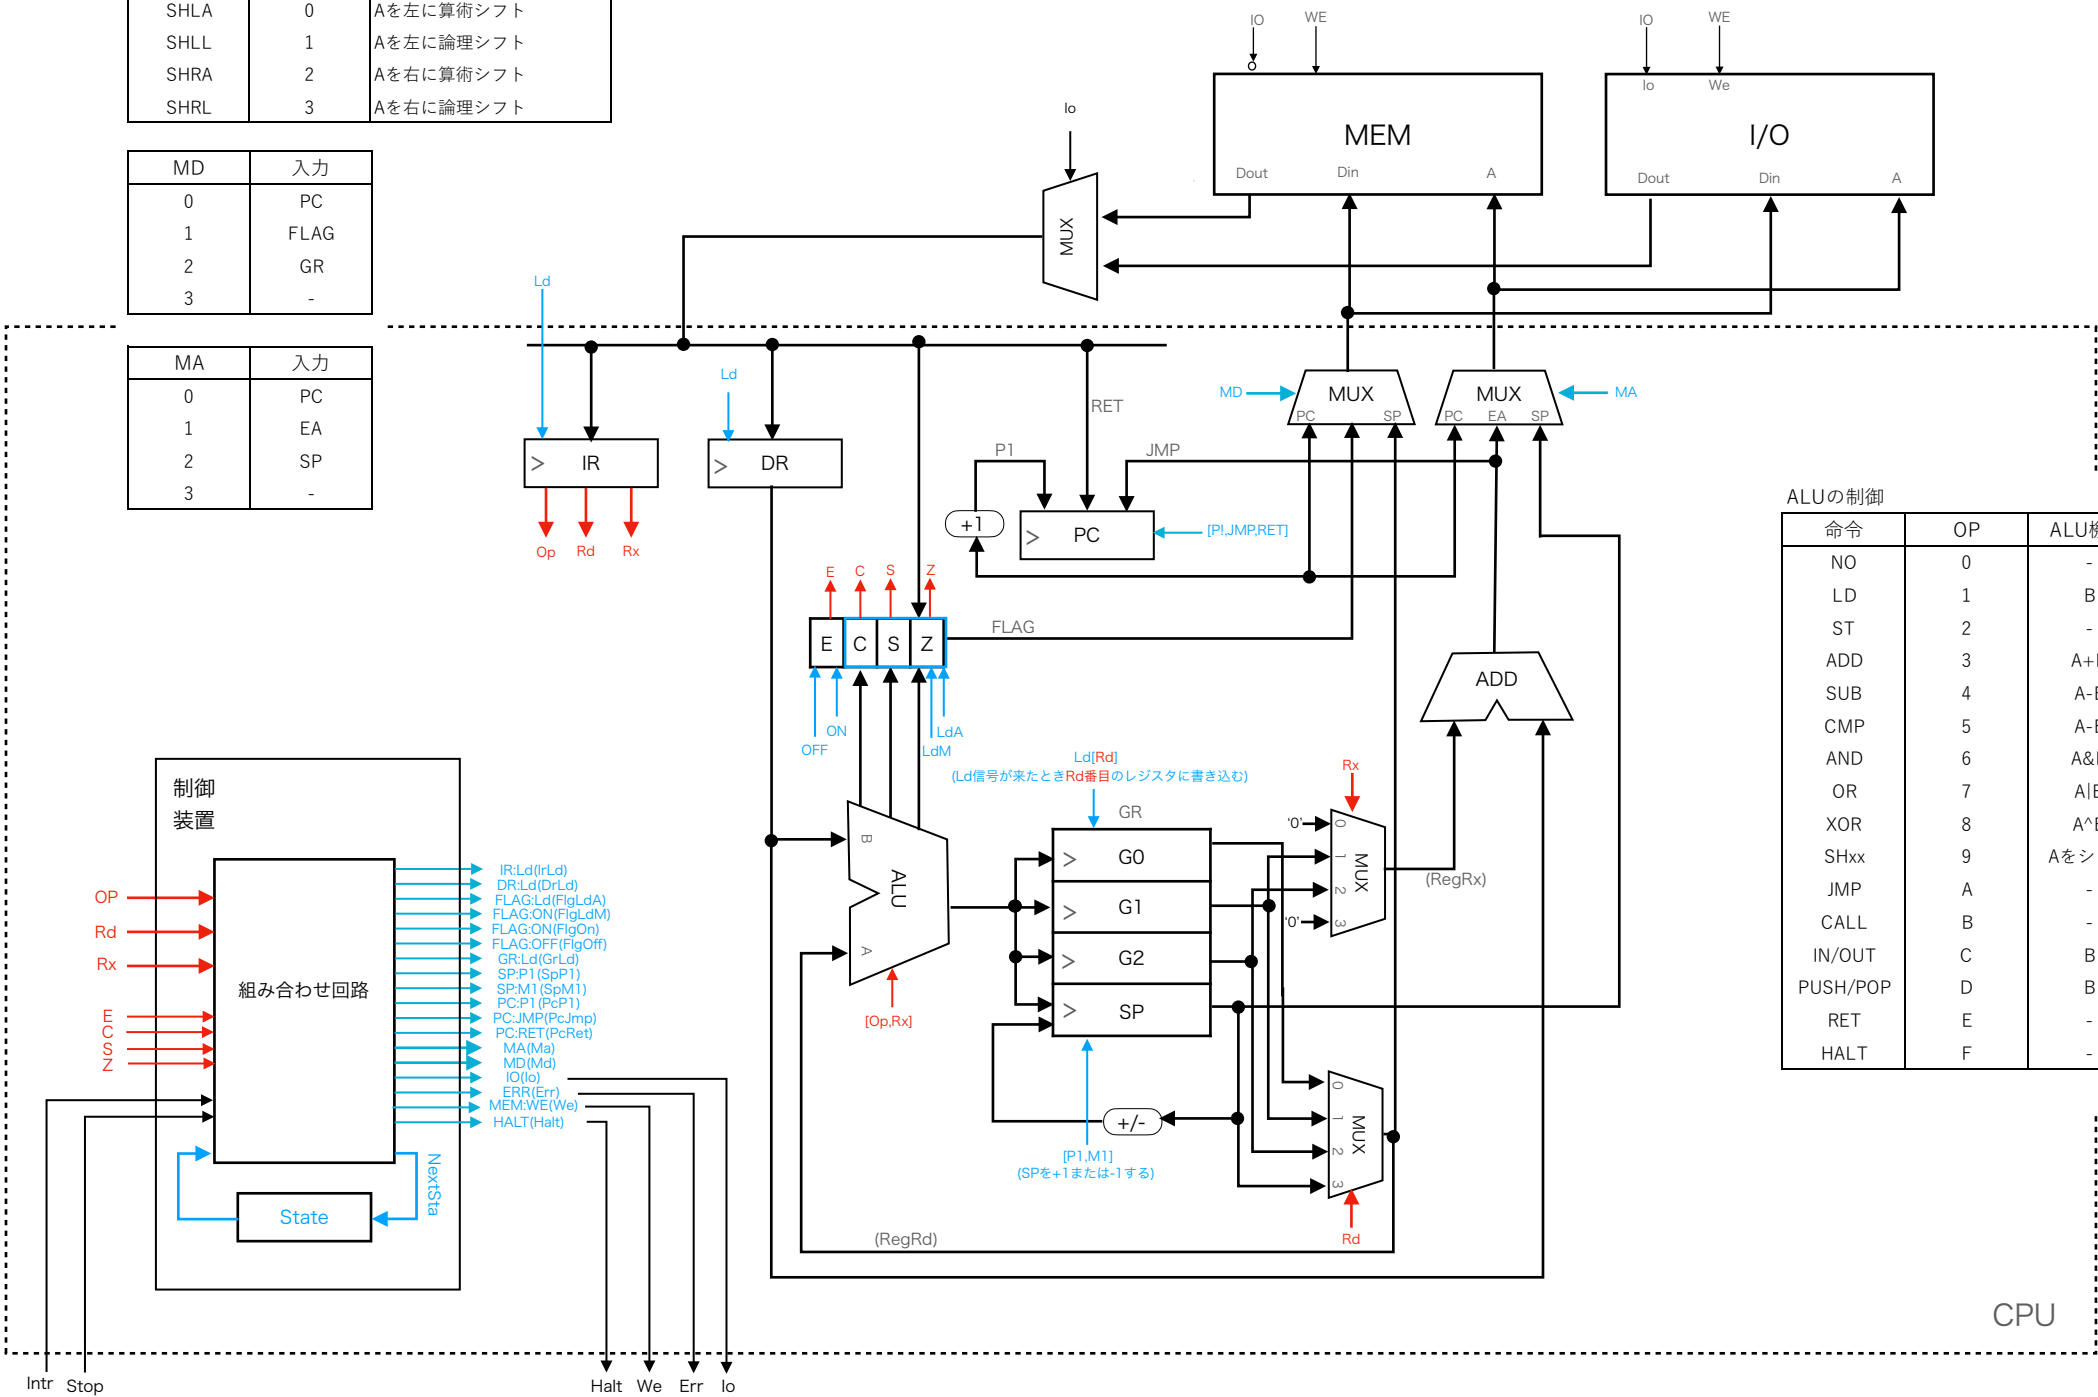 SHLA 0 Aを左に算術シフト
SHLL 1 Aを左に論理シフト
SHRA 2 Aを右に算術シフト
SHRL 3 Aを右に論理シフト
MD 入力
0 PC
1 FLAG
2 GR
3 -
MA 入力
0 PC
1 EA
2 SP
3 -
IO WE
MEM
Dout Din A
IO WE
Io We
I/O
Dout Din A
Io
MUX
Ld
IR
Op Rd Rx
Ld
DR
RET
P1
JMP
+1
PC
[P!,JMP,RET]
MD
MUX
PC SP
MUX
PC EA SP
MA
E C S Z
E C S Z
FLAG
OFF ON LdM LdA
ADD
Ld[Rd]
(Ld信号が来たときRd番目のレジスタに書き込む)
GR
G0
G1
G2
SP
B
ALU
A
[Op,Rx]
+/-
[P1,M1]
(SPを+1または-1する)
Rx
'0'
'0'
0
1
2
3
MUX
(RegRx)
0
1
2
3
MUX
Rd
(RegRd)
制御
装置
組み合わせ回路
OP
Rd
Rx
E
C
S
Z
IR:Ld(IrLd)
DR:Ld(DrLd)
FLAG:Ld(FlgLdA)
FLAG:ON(FlgLdM)
FLAG:ON(FlgOn)
FLAG:OFF(FlgOff)
GR:Ld(GrLd)
SP:P1(SpP1)
SP:M1(SpM1)
PC:P1(PcP1)
PC:JMP(PcJmp)
PC:RET(PcRet)
MA(Ma)
MD(Md)
IO(Io)
ERR(Err)
MEM:WE(We)
HALT(Halt)
NextSta
State
Intr Stop
Halt We Err Io
CPU
ALUの制御
命令 OP ALU
NO 0 -
LD 1 B
ST 2 -
ADD 3 A+
SUB 4 A-
CMP 5 A-
AND 6 A&
OR 7 A|
XOR 8 A^
SHxx 9 Aをシ
JMP A -
CALL B -
IN/OUT C B
PUSH/POP D B
RET E -
HALT F -